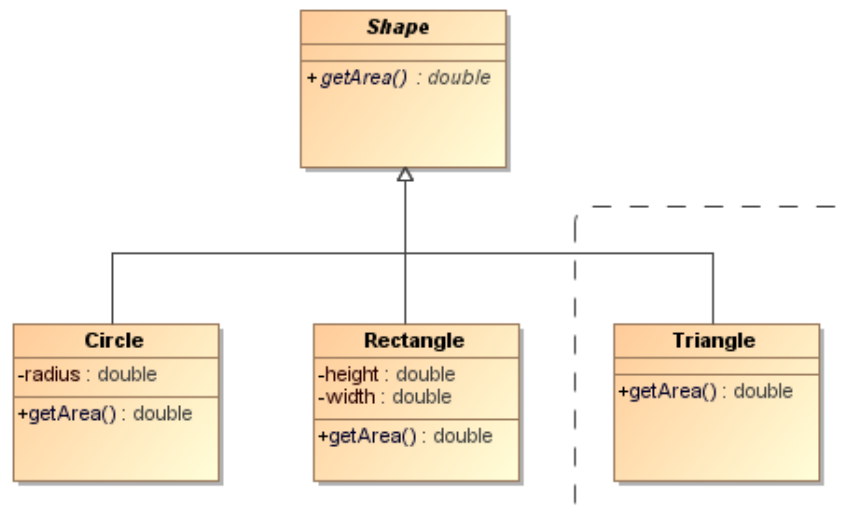 Shape
+ getArea() : double
Circle
-radius : double
+getArea() : double
Rectangle
-height : double
-width : double
+getArea() : double
Triangle
+getArea() : double